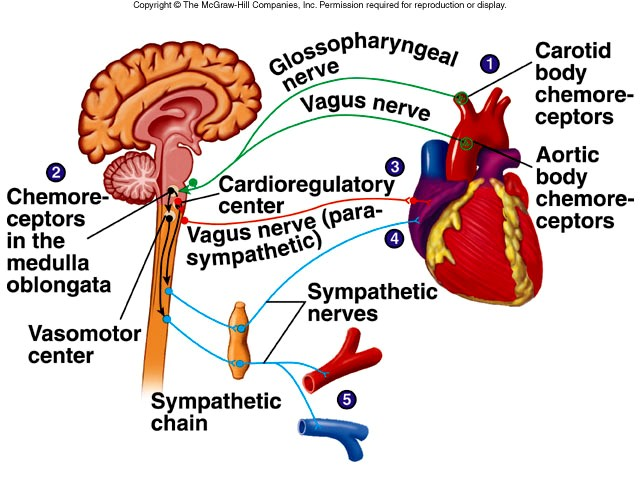 Copyright © The McGraw-Hill Companies, Inc. Permission required for reproduction or display.
Glossopharyngeal
nerve
Vagus nerve
1
Carotid
body
chemore-
ceptors
Aortic
body
chemore-
ceptors
2
Chemore-
ceptors
in the
medulla
oblongata
Cardioregulatory
center
3
Vagus nerve (para-
sympathetic)
4
Sympathetic
nerves
Vasomotor
center
Sympathetic
chain
5